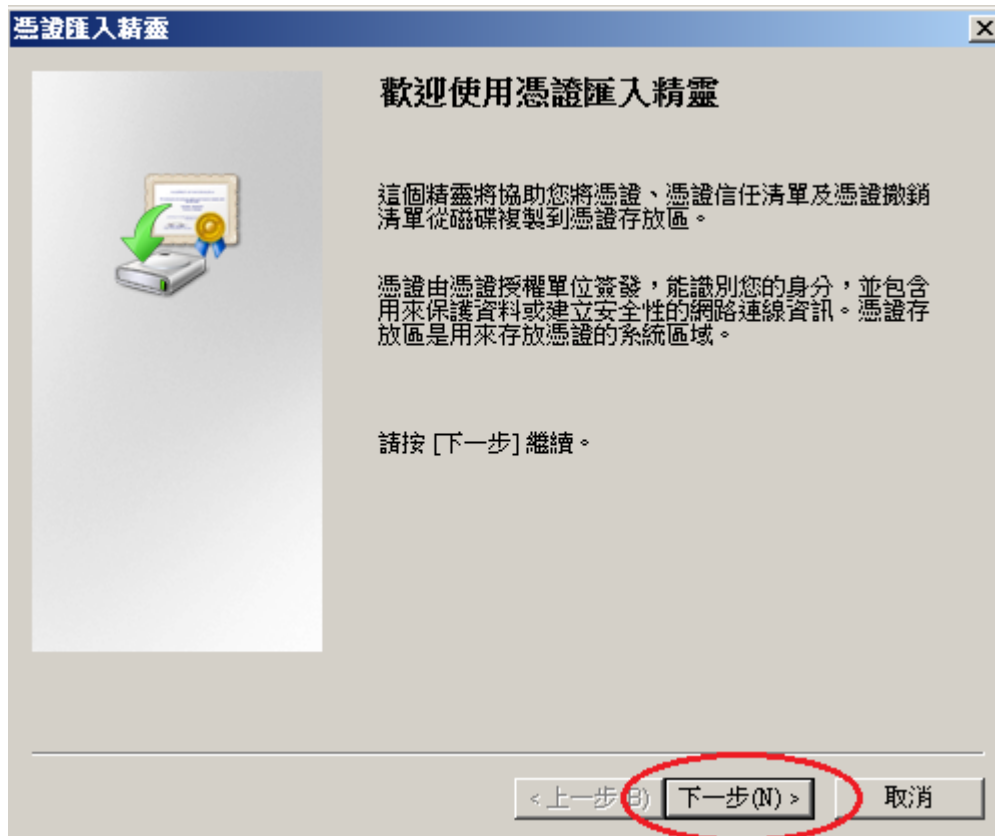 憑證匯入精靈
歡迎使用憑證匯入精靈
這個精靈將協助您將憑證、憑證信任清單及憑證撤銷
清單從磁碟複製到憑證存放區。
憑證由憑證授權單位簽發，能識別您的身分，並包含
用來保護資料或建立安全性的網路連線資訊。憑證存
放區是用來存放憑證的系統區域。
請按 [下一步] 繼續。
<上一步(B) 下一步(N) > 取消